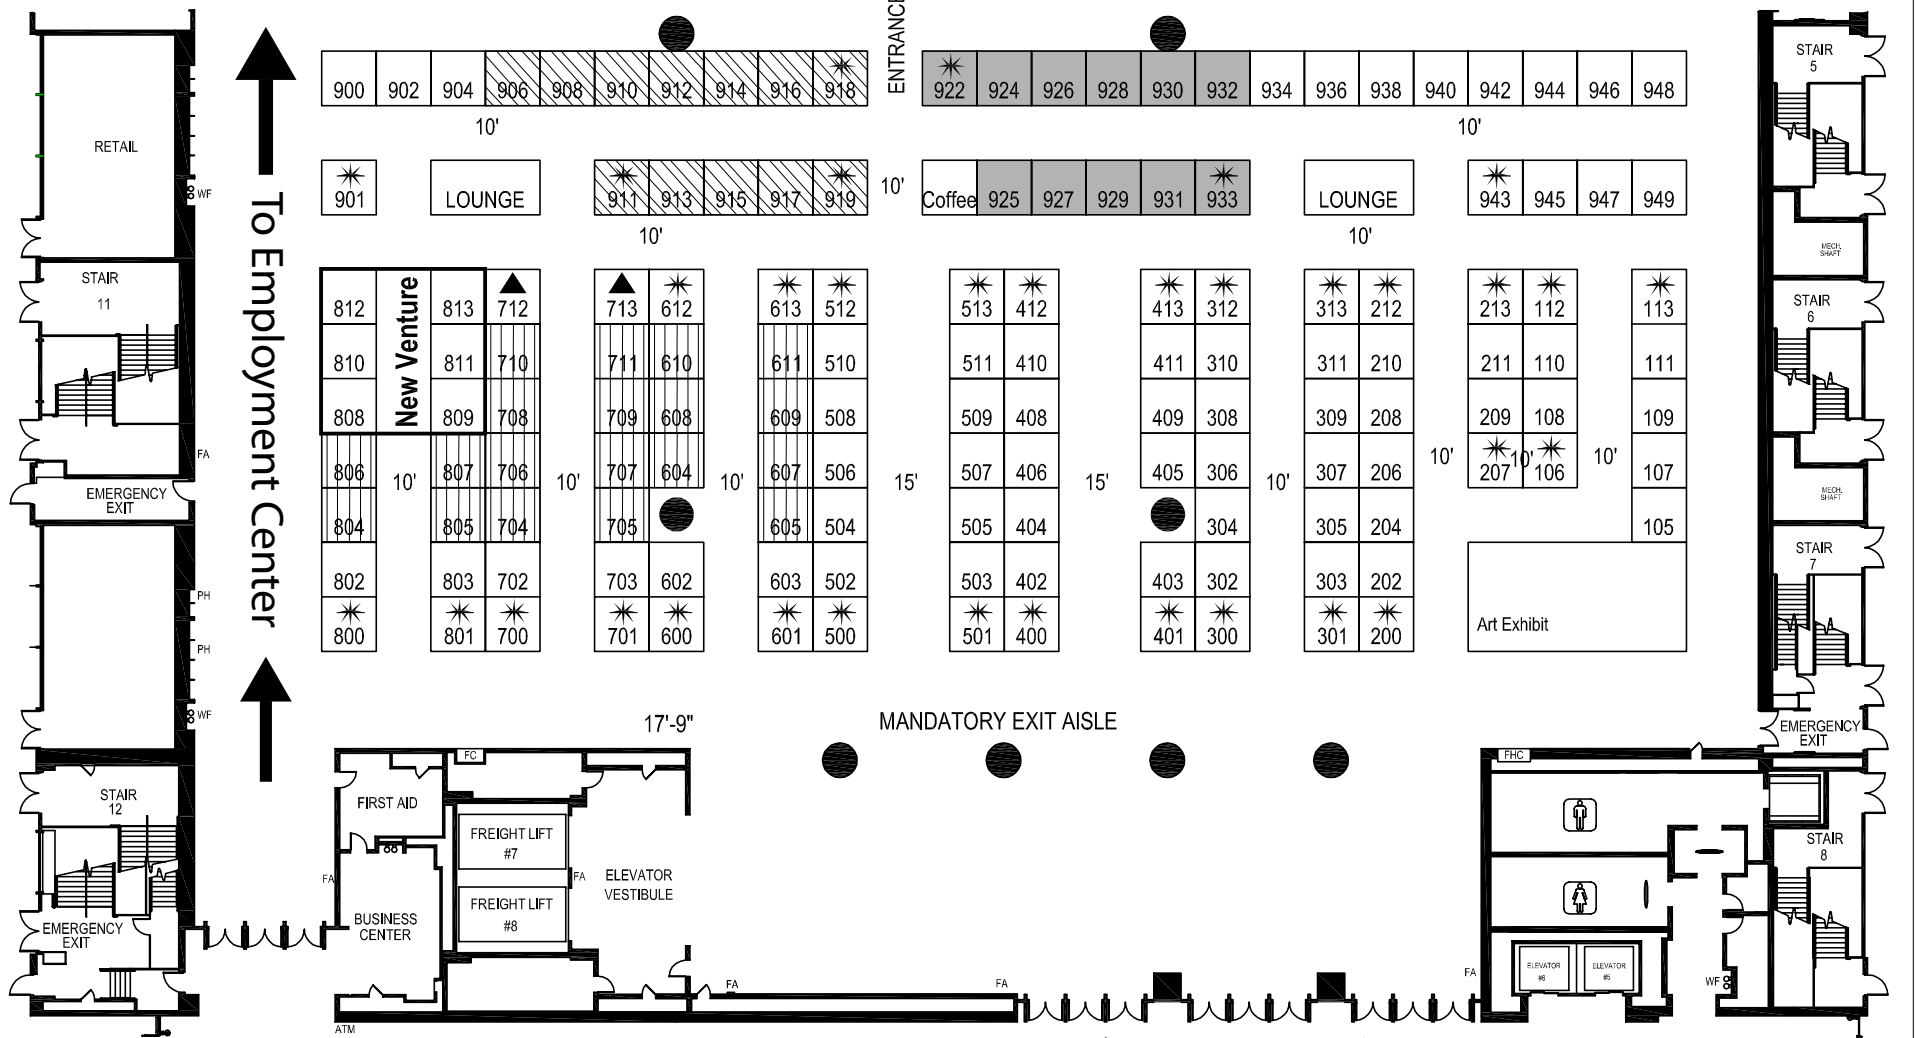 ENTRANCE
STAIR
5
900 902 904 906 908 910 912 914 916 918 922 924 926 928 930 932 934 936 938 940 942 944 946 948
10' 10'
RETAIL
WF
901 LOUNGE 911 913 915 917 919 10' Coffee 925 927 929 931 933 LOUNGE 943 945 947 949
10' 10'
MECH.
SHAFT
To Employment Center
STAIR
11
New Venture
812 813 712 713 612 613 512 513 412 413 312 313 212 213 112 113
STAIR
6
810 811 710 711 610 611 510 511 410 411 310 311 210 211 110 111
808 809 708 709 608 609 508 509 408 409 308 309 208 209 108 109
FA
806 10' 807 706 10' 707 604 10' 607 506 15' 507 406 15' 405 306 10' 307 206 10' 207 10' 106 10' 107
EMERGENCY
EXIT
MECH.
SHAFT
804 805 704 705 605 504 505 404 304 305 204 105
STAIR
7
802 803 702 703 602 603 502 503 402 403 302 303 202
PH
800 801 700 701 600 601 500 501 400 401 300 301 200 Art Exhibit
PH
WF
17'-9" MANDATORY EXIT AISLE
EMERGENCY
EXIT
FC
FHC
STAIR
12
FIRST AID
FREIGHT LIFT
#7
STAIR
8
FA
FA
ELEVATOR
VESTIBULE
FREIGHT LIFT
#8
BUSINESS
CENTER
EMERGENCY
EXIT
ELEVATOR
#6
ELEVATOR
#5
FA
FA
FA
WF
ATM